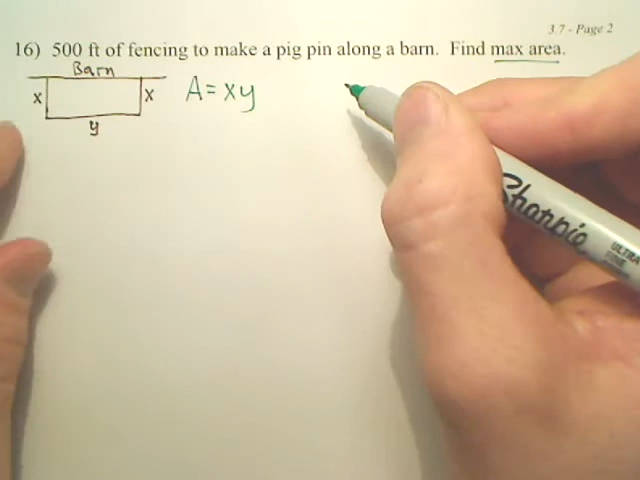 3.7 - Page 2
16) 500 ft of fencing to make a pig pin along a barn. Find max area.
Barn
x x A = xy
y
Sharpie
ULTRA
FINE